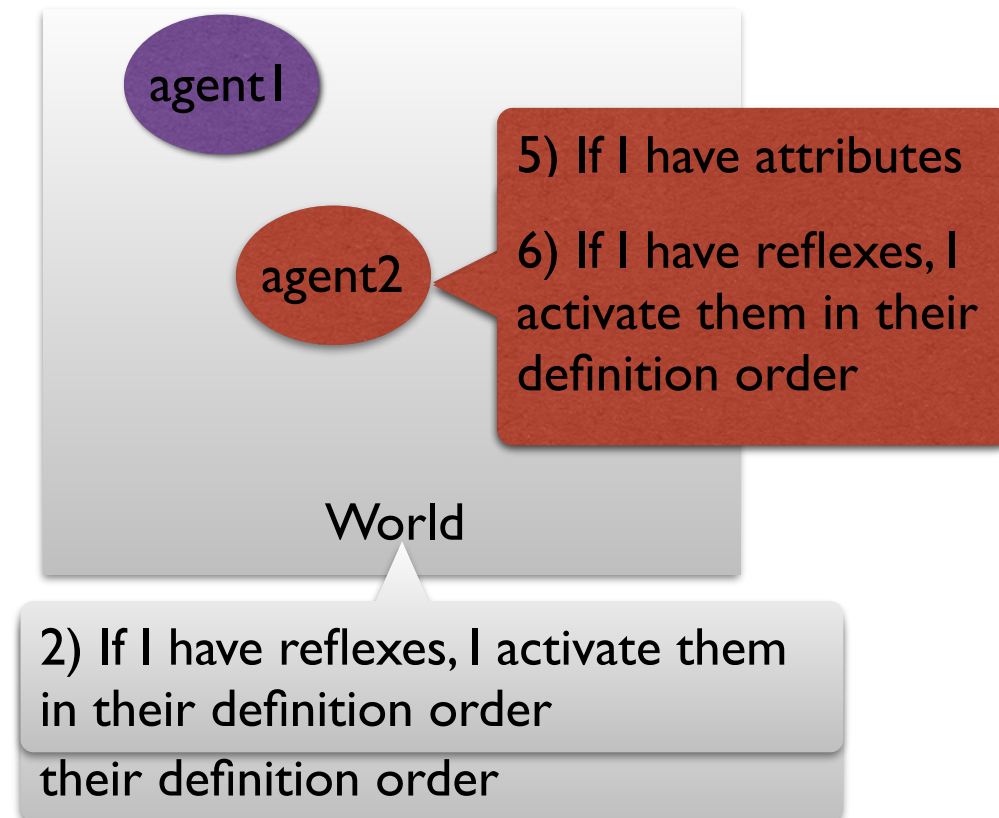 agent1
5) If I have attributes
agent2
6) If I have reflexes, I
activate them in their
definition order
World
2) If I have reflexes, I activate them
in their definition order
their definition order